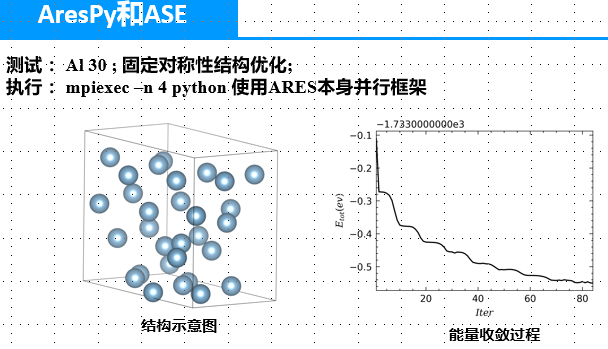 AresPy和ASE
测试： Al 30 ; 固定对称性结构优化;
执行： mpiexec –n 4 python 使用ARES本身并行框架
−1.7330000000e3
−0.1
−0.2
−0.3
−0.4
−0.5
E_tot(ev)
20 40 60 80
Iter
结构示意图
能量收敛过程